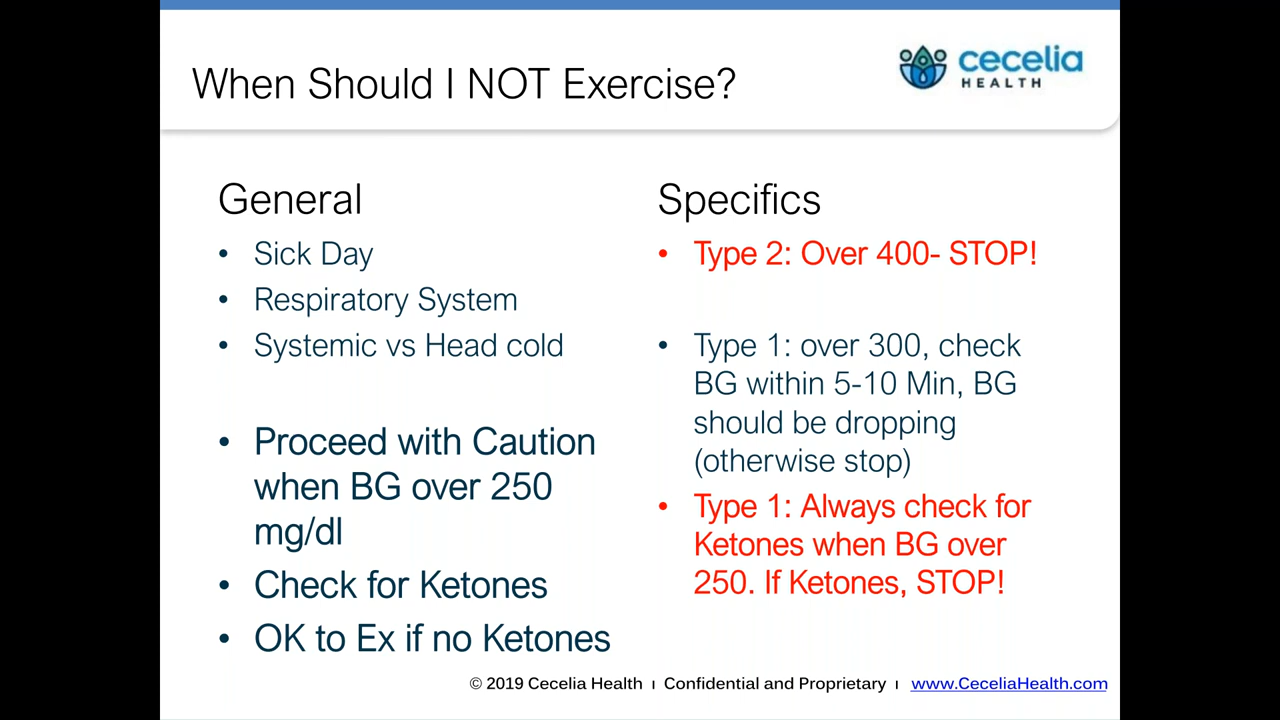 When Should I NOT Exercise?
cecelia
HEALTH
General
• Sick Day
• Respiratory System
• Systemic vs Head cold
• Proceed with Caution
when BG over 250
mg/dl
• Check for Ketones
• OK to Ex if no Ketones
Specifics
• Type 2: Over 400- STOP!
• Type 1: over 300, check
BG within 5-10 Min, BG
should be dropping
(otherwise stop)
• Type 1: Always check for
Ketones when BG over
250. If Ketones, STOP!
© 2019 Cecelia Health ı Confidential and Proprietary ı www.CeceliaHealth.com